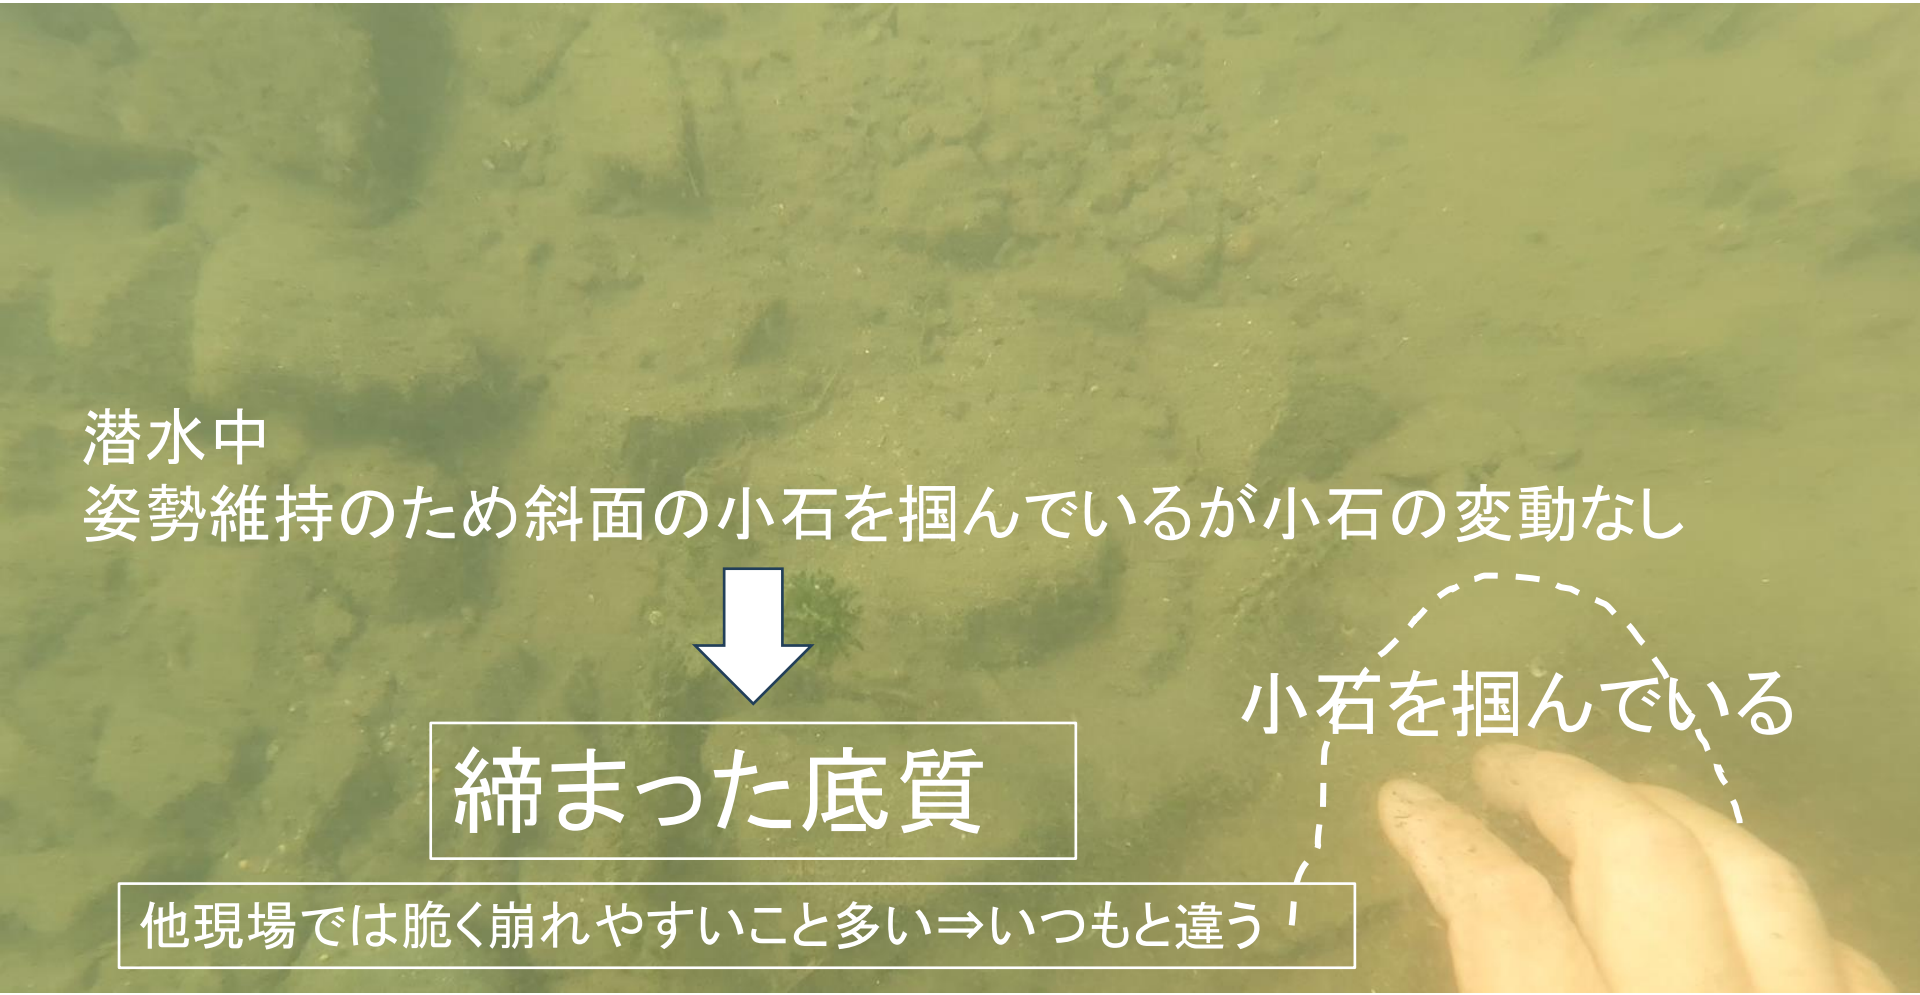 潜水中
姿勢維持のため斜面の小石を掴んでいるが小石の変動なし
小石を掴んでいる
締まった底質
他現場では脆く崩れやすいこと多い⇒いつもと違う